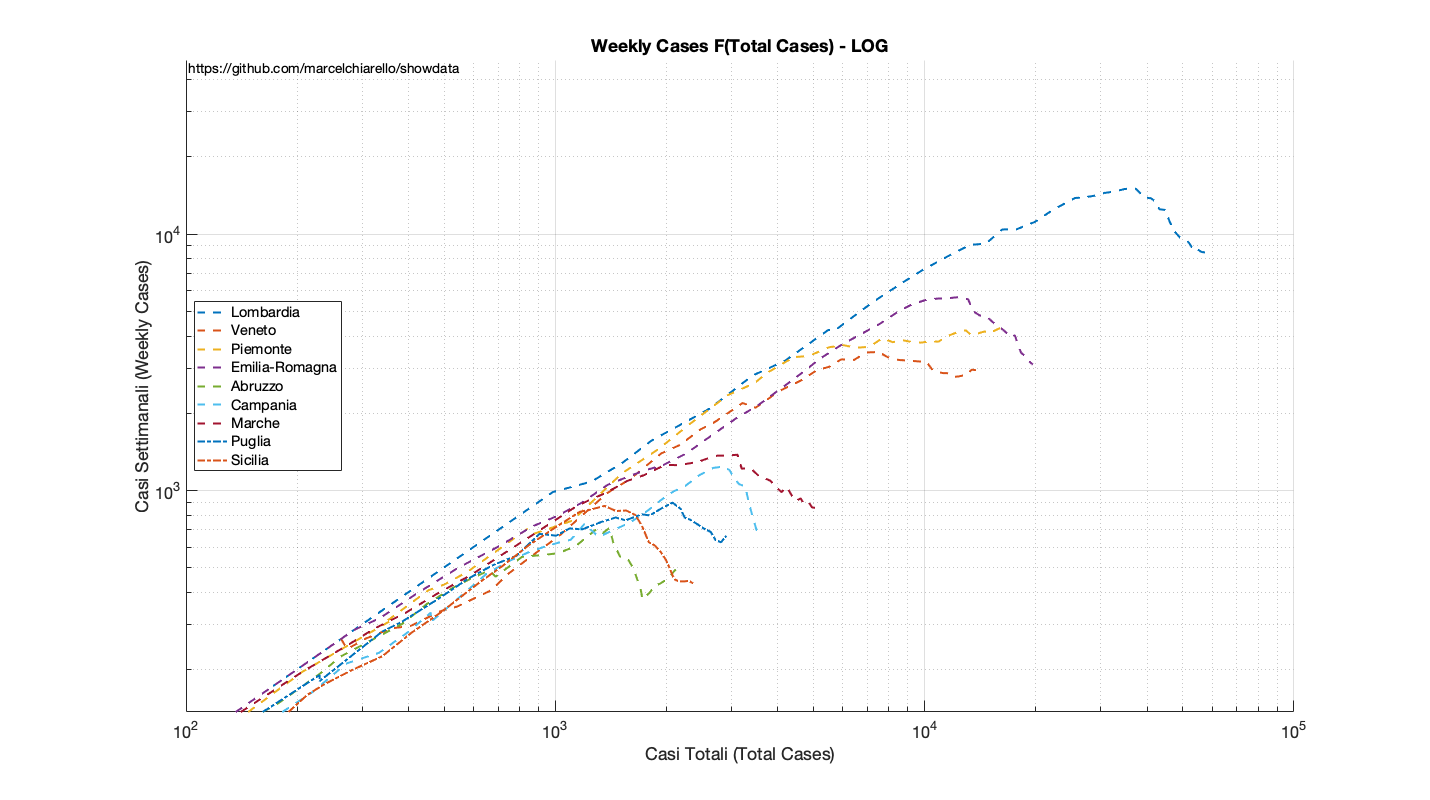 Weekly Cases F(Total Cases) - LOG
https://github.com/marcelchiarello/showdata
Casi Settimanali (Weekly Cases)
10^4
10^3
Lombardia
Veneto
Piemonte
Emilia-Romagna
Abruzzo
Campania
Marche
Puglia
Sicilia
10^2
10^3
10^4
10^5
Casi Totali (Total Cases)